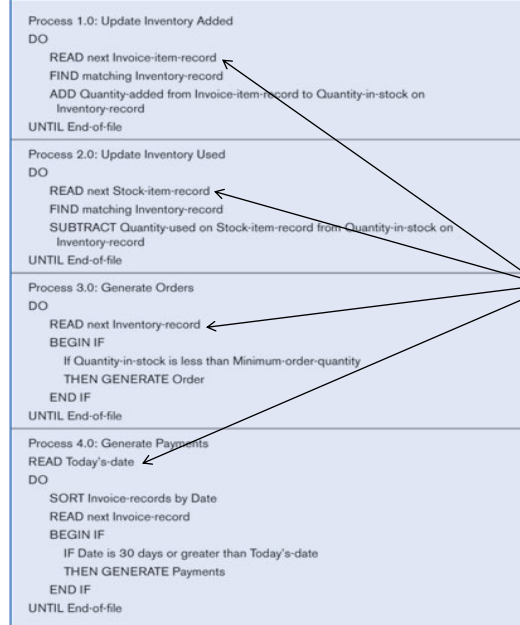 Process 1.0: Update Inventory Added
DO
READ next Invoice-item-record
FIND matching Inventory-record
ADD Quantity-added from Invoice-item-record to Quantity-in-stock on
Inventory-record
UNTIL End-of-file
Process 2.0: Update Inventory Used
DO
READ next Stock-item-record
FIND matching Inventory-record
SUBTRACT Quantity-used on Stock-item-record from Quantity-in-stock on
Inventory-record
UNTIL End-of-file
Process 3.0: Generate Orders
DO
READ next Inventory-record
BEGIN IF
If Quantity-in-stock is less than Minimum-order-quantity
THEN GENERATE Order
END IF
UNTIL End-of-file
Process 4.0: Generate Payments
READ Today's-date
DO
SORT Invoice-records by Date
READ next Invoice-record
BEGIN IF
IF Date is 30 days or greater than Today's-date
THEN GENERATE Payments
END IF
UNTIL End-of-file